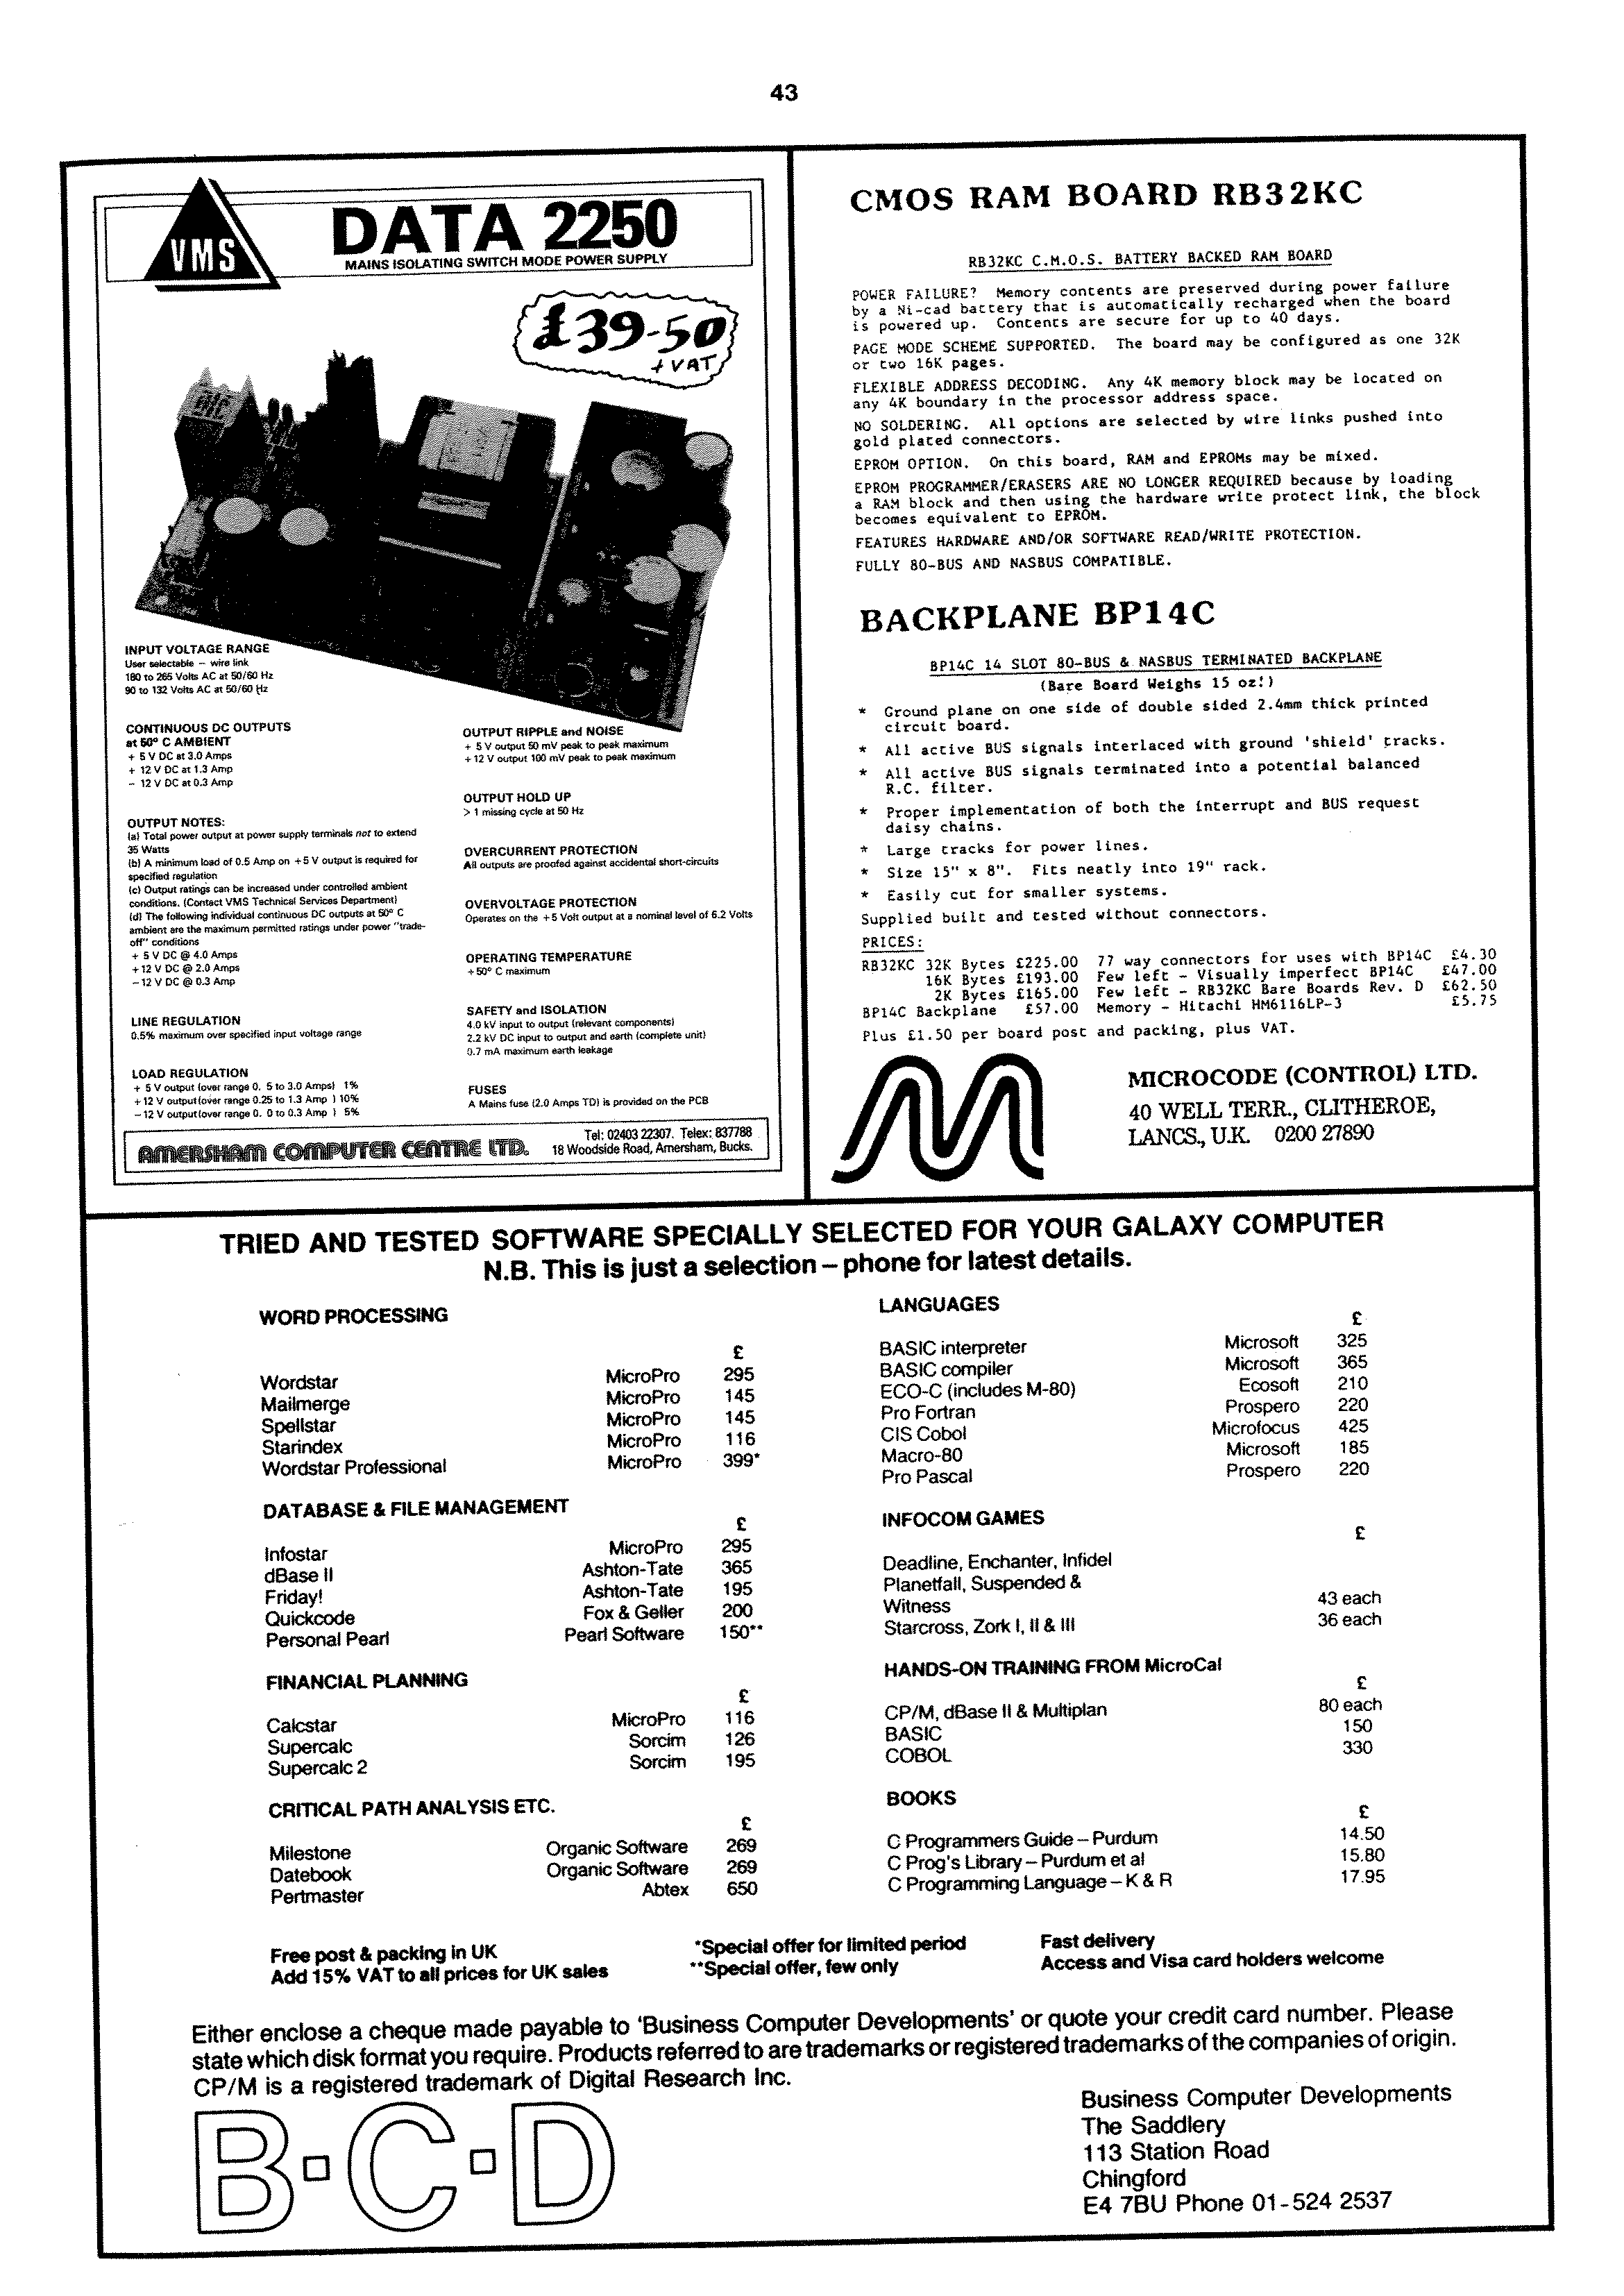 43
VMS
DATA 2250
MAINS ISOLATING SWITCH MODE POWER SUPPLY
£39-50
+ VAT
INPUT VOLTAGE RANGE
User selectable – wire link
180 to 265 Volts AC at 50/60 Hz
90 to 132 Volts AC at 50/60 Hz
CONTINUOUS DC OUTPUTS
at 50° C AMBIENT
+ 5 V DC at 3.0 Amps
+ 12 V DC at 1.3 Amp
– 12 V DC at 0.3 Amp
OUTPUT NOTES:
(a) Total power output at power supply terminals not to extend
35 Watts
(b) A minimum load of 0.5 Amp on +5 V output is required for
specified regulation
(c) Output ratings can be increased under controlled ambient
conditions. (Contact VMS Technical Services Department)
(d) The following individual continuous DC outputs at 50° C
ambient are the maximum permitted ratings under power "trade-
off" conditions
+ 5 V DC @ 4.0 Amps
+ 12 V DC @ 2.0 Amps
– 12 V DC @ 0.3 Amp
LINE REGULATION
0.5% maximum over specified input voltage range
LOAD REGULATION
+ 5 V output (over range 0. 5 to 3.0 Amps) 1%
+ 12 V output (over range 0.25 to 1.3 Amp ) 10%
– 12 V output (over range 0. 0 to 0.3 Amp ) 5%
OUTPUT RIPPLE and NOISE
+ 5 V output 50 mV peak to peak maximum
+ 12 V output 100 mV peak to peak maximum
OUTPUT HOLD UP
> 1 missing cycle at 50 Hz
OVERCURRENT PROTECTION
All outputs are proofed against accidental short-circuits
OVERVOLTAGE PROTECTION
Operates on the +5 Volt output at a nominal level of 6.2 Volts
OPERATING TEMPERATURE
+50° C maximum
SAFETY and ISOLATION
4.0 kV input to output (relevant components)
2.2 kV DC input to output and earth (complete unit)
0.7 mA maximum earth leakage
FUSES
A Mains fuse (2.0 Amps TD) is provided on the PCB
AMERSHAM COMPUTER CENTRE LTD.
Tel: 02403 22307. Telex: 837788
18 Woodside Road, Amersham, Bucks.
CMOS RAM BOARD RB32KC
RB32KC C.M.O.S. BATTERY BACKED RAM BOARD
POWER FAILURE? Memory contents are preserved during power failure
by a Ni-cad battery that is automatically recharged when the board
is powered up. Contents are secure for up to 40 days.
PAGE MODE SCHEME SUPPORTED. The board may be configured as one 32K
or two 16K pages.
FLEXIBLE ADDRESS DECODING. Any 4K memory block may be located on
any 4K boundary in the processor address space.
NO SOLDERING. All options are selected by wire links pushed into
gold plated connectors.
EPROM OPTION. On this board, RAM and EPROMs may be mixed.
EPROM PROGRAMMER/ERASERS ARE NO LONGER REQUIRED because by loading
a RAM block and then using the hardware write protect link, the block
becomes equivalent to EPROM.
FEATURES HARDWARE AND/OR SOFTWARE READ/WRITE PROTECTION.
FULLY 80-BUS AND NASBUS COMPATIBLE.
BACKPLANE BP14C
BP14C 14 SLOT 80-BUS & NASBUS TERMINATED BACKPLANE
(Bare Board Weighs 15 oz!)
* Ground plane on one side of double sided 2.4mm thick printed
circuit board.
* All active BUS signals interlaced with ground 'shield' tracks.
* All active BUS signals terminated into a potential balanced
R.C. filter.
* Proper implementation of both the interrupt and BUS request
daisy chains.
* Large tracks for power lines.
* Size 15" x 8". Fits neatly into 19" rack.
* Easily cut for smaller systems.
Supplied built and tested without connectors.
PRICES:
RB32KC 32K Bytes £225.00 77 way connectors for uses with BP14C £4.30
16K Bytes £193.00 Few left - Visually imperfect BP14C £47.00
2K Bytes £165.00 Few left - RB32KC Bare Boards Rev. D £62.50
BP14C Backplane £57.00 Memory - Hitachi HM6116LP-3 £5.75
Plus £1.50 per board post and packing, plus VAT.
MICROCODE (CONTROL) LTD.
40 WELL TERR., CLITHEROE,
LANCS., U.K. 0200 27890
TRIED AND TESTED SOFTWARE SPECIALLY SELECTED FOR YOUR GALAXY COMPUTER
N.B. This is just a selection – phone for latest details.
WORD PROCESSING
£
Wordstar MicroPro 295
Mailmerge MicroPro 145
Spellstar MicroPro 145
Starindex MicroPro 116
Wordstar Professional MicroPro 399*
DATABASE & FILE MANAGEMENT
£
Infostar MicroPro 295
dBase II Ashton-Tate 365
Friday! Ashton-Tate 195
Quickcode Fox & Geller 200
Personal Pearl Pearl Software 150**
FINANCIAL PLANNING
£
Calcstar MicroPro 116
Supercalc Sorcim 126
Supercalc 2 Sorcim 195
CRITICAL PATH ANALYSIS ETC.
£
Milestone Organic Software 269
Datebook Organic Software 269
Pertmaster Abtex 650
LANGUAGES
£
BASIC interpreter Microsoft 325
BASIC compiler Microsoft 365
ECO-C (includes M-80) Ecosoft 210
Pro Fortran Prospero 220
CIS Cobol Microfocus 425
Macro-80 Microsoft 185
Pro Pascal Prospero 220
INFOCOM GAMES
£
Deadline, Enchanter, Infidel
Planetfall, Suspended &
Witness 43 each
Starcross, Zork I, II & III 36 each
HANDS-ON TRAINING FROM MicroCal
£
CP/M, dBase II & Multiplan 80 each
BASIC 150
COBOL 330
BOOKS
£
C Programmers Guide – Purdum 14.50
C Prog's Library – Purdum et al 15.80
C Programming Language – K & R 17.95
Free post & packing in UK
Add 15% VAT to all prices for UK sales
*Special offer for limited period
**Special offer, few only
Fast delivery
Access and Visa card holders welcome
Either enclose a cheque made payable to 'Business Computer Developments' or quote your credit card number. Please
state which disk format you require. Products referred to are trademarks or registered trademarks of the companies of origin.
CP/M is a registered trademark of Digital Research Inc.
B·C·D
Business Computer Developments
The Saddlery
113 Station Road
Chingford
E4 7BU Phone 01-524 2537